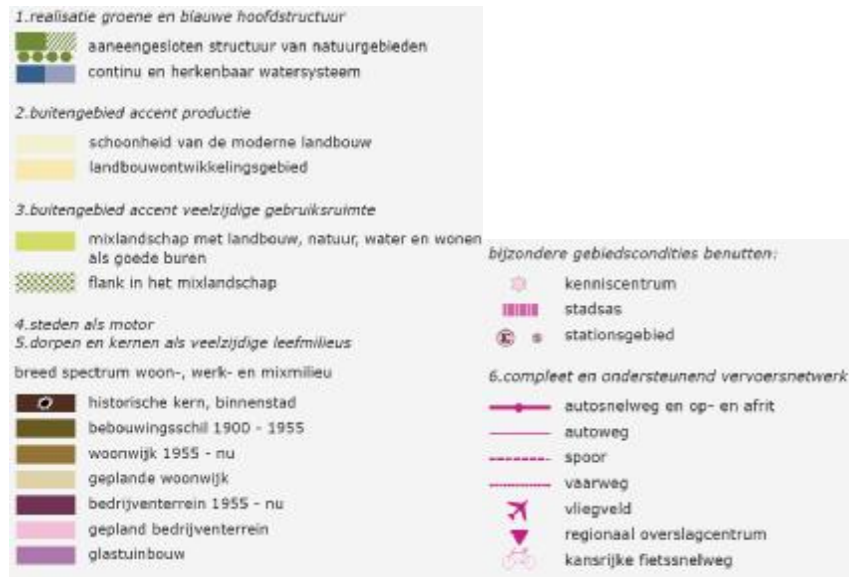 1.realisatie groene en blauwe hoofdstructuur
aaneengesloten structuur van natuurgebieden
continu en herkenbaar watersysteem
2.buitengebied accent productie
schoonheid van de moderne landbouw
landbouwontwikkelingsgebied
3.buitengebied accent veelzijdige gebruiksruimte
mixlandschap met landbouw, natuur, water en wonen
als goede buren
flank in het mixlandschap
4.steden als motor
5.dorpen en kernen als veelzijdige leefmilieus
breed spectrum woon-, werk- en mixmilieu
historische kern, binnenstad
bebouwingsschil 1900 - 1955
woonwijk 1955 - nu
geplande woonwijk
bedrijventerrein 1955 - nu
gepland bedrijventerrein
glastuinbouw
bijzondere gebiedscondities benutten:
kenniscentrum
stadsas
IC s stationsgebied
6.compleet en ondersteunend vervoersnetwerk
autosnelweg en op- en afrit
autoweg
spoor
vaarweg
vliegveld
regionaal overslagcentrum
kansrijke fietssnelweg